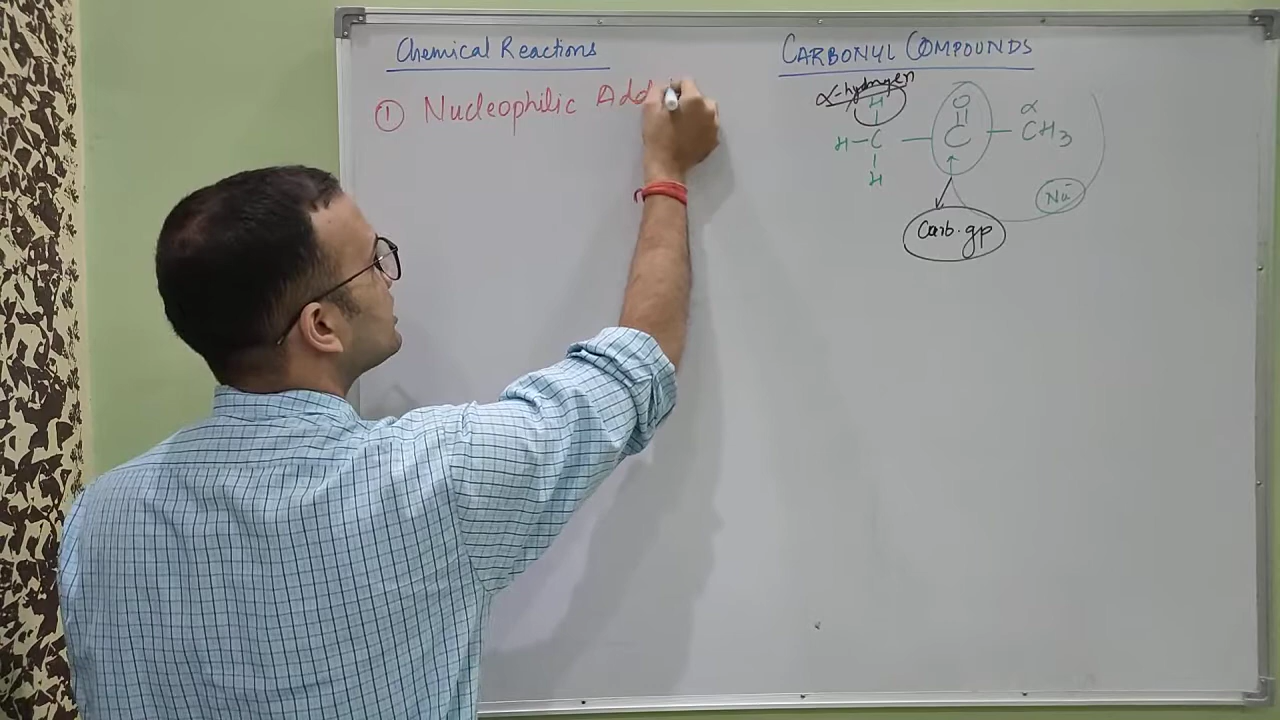 Chemical Reactions
① Nucleophilic Add
CARBONYL COMPOUNDS
α-hydrogen
H O α
H-C-C-CH3
H
Nu-
Carb.gp